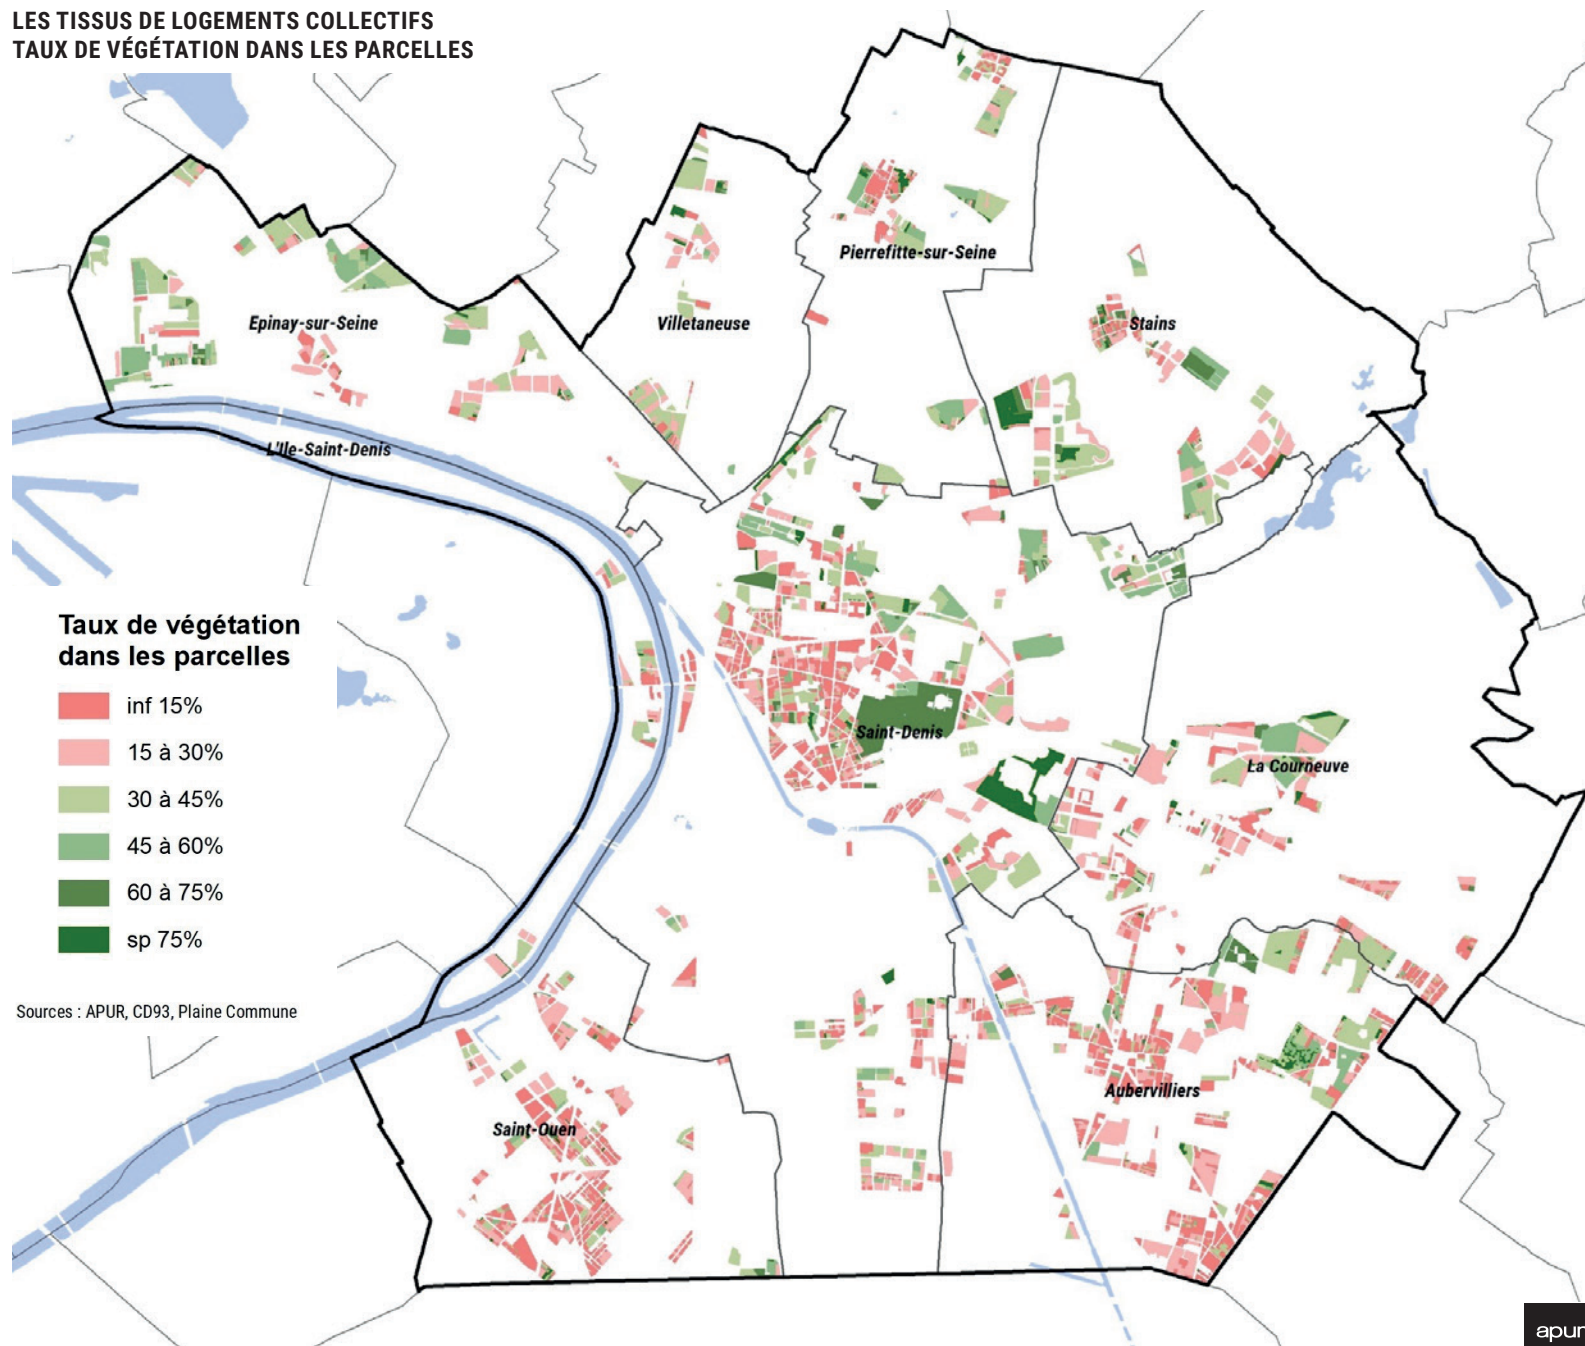 LES TISSUS DE LOGEMENTS COLLECTIFS
TAUX DE VÉGÉTATION DANS LES PARCELLES
Pierrefitte-sur-Seine
Epinay-sur-Seine
Villetaneuse
Stains
L'Ile-Saint-Denis
Taux de végétation
dans les parcelles
inf 15%
15 à 30%
30 à 45%
45 à 60%
60 à 75%
sp 75%
Saint-Denis
La Courneuve
Sources : APUR, CD93, Plaine Commune
Aubervilliers
Saint-Ouen
apur